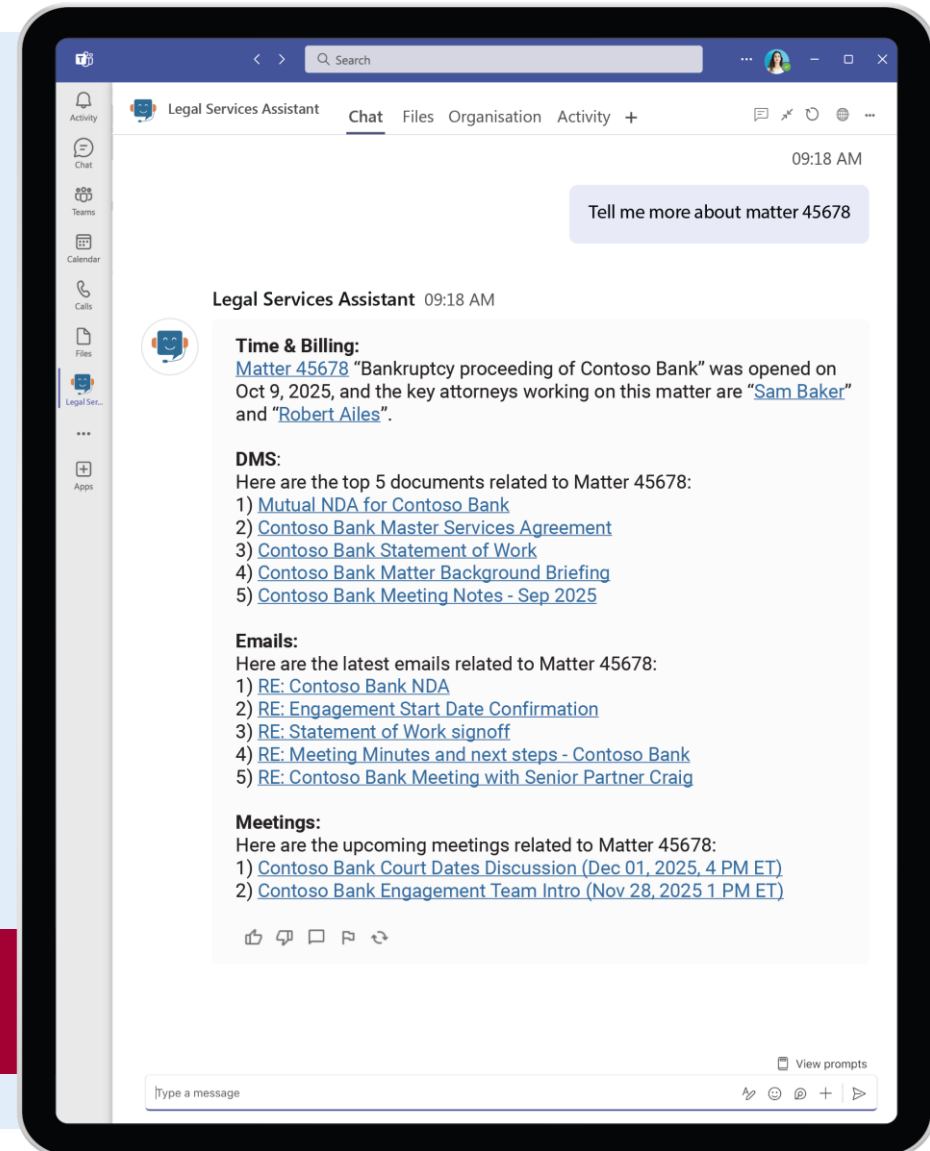 Search
Activity
Chat
Teams
Calendar
Calls
Files
Legal Ser...
Apps
Legal Services Assistant
Chat Files Organisation Activity +
09:18 AM
Tell me more about matter 45678
Legal Services Assistant 09:18 AM
Time & Billing:
Matter 45678 “Bankruptcy proceeding of Contoso Bank” was opened on
Oct 9, 2025, and the key attorneys working on this matter are “Sam Baker”
and “Robert Ailes”.
DMS:
Here are the top 5 documents related to Matter 45678:
1) Mutual NDA for Contoso Bank
2) Contoso Bank Master Services Agreement
3) Contoso Bank Statement of Work
4) Contoso Bank Matter Background Briefing
5) Contoso Bank Meeting Notes - Sep 2025
Emails:
Here are the latest emails related to Matter 45678:
1) RE: Contoso Bank NDA
2) RE: Engagement Start Date Confirmation
3) RE: Statement of Work signoff
4) RE: Meeting Minutes and next steps - Contoso Bank
5) RE: Contoso Bank Meeting with Senior Partner Craig
Meetings:
Here are the upcoming meetings related to Matter 45678:
1) Contoso Bank Court Dates Discussion (Dec 01, 2025, 4 PM ET)
2) Contoso Bank Engagement Team Intro (Nov 28, 2025 1 PM ET)
View prompts
Type a message